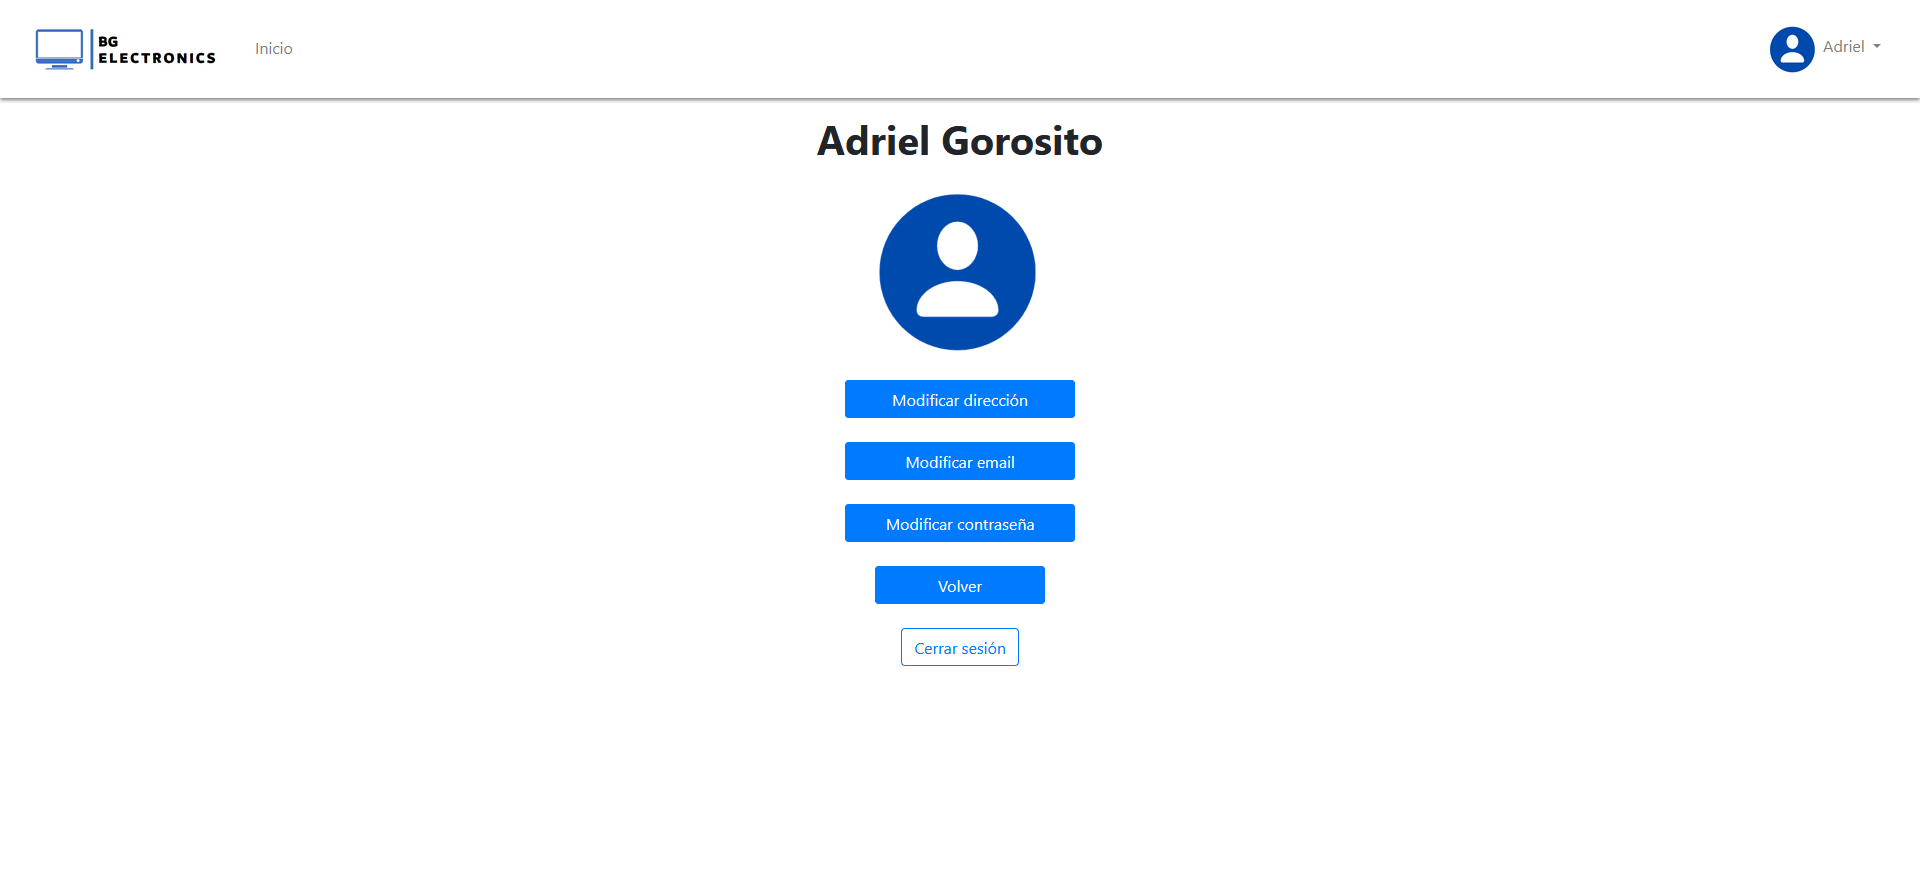 BG
ELECTRONICS
Inicio
Adriel
Adriel Gorosito
Modificar dirección
Modificar email
Modificar contraseña
Volver
Cerrar sesión